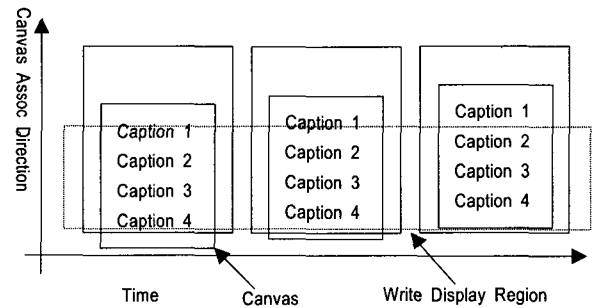 Canvas Assoc Direction
Caption 1
Caption 2
Caption 3
Caption 4
Caption 1
Caption 2
Caption 3
Caption 4
Caption 1
Caption 2
Caption 3
Caption 4
Time
Canvas
Write Display Region